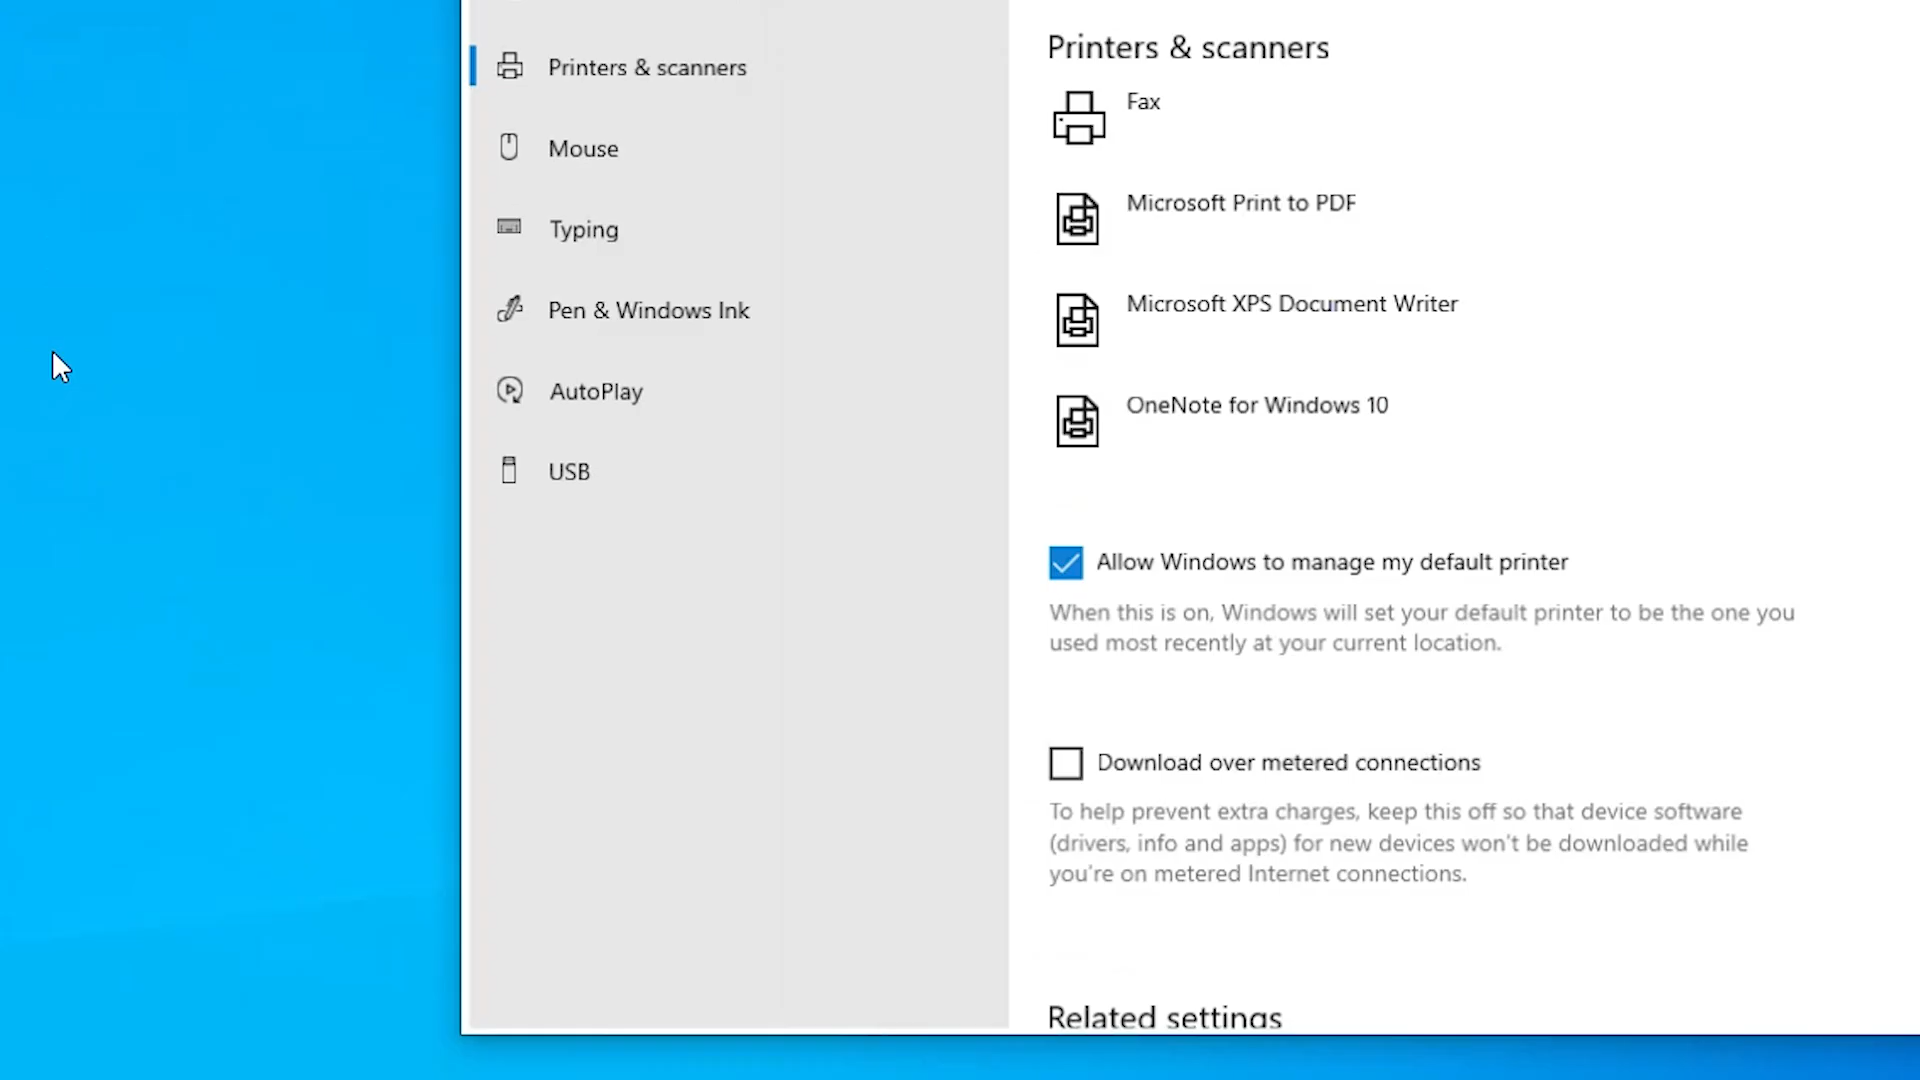 Printers & scanners
Mouse
Typing
Pen & Windows Ink
AutoPlay
USB
Printers & scanners
Fax
Microsoft Print to PDF
Microsoft XPS Document Writer
OneNote for Windows 10
Allow Windows to manage my default printer
When this is on, Windows will set your default printer to be the one you
used most recently at your current location.
Download over metered connections
To help prevent extra charges, keep this off so that device software
(drivers, info and apps) for new devices won't be downloaded while
you're on metered Internet connections.
Related settings